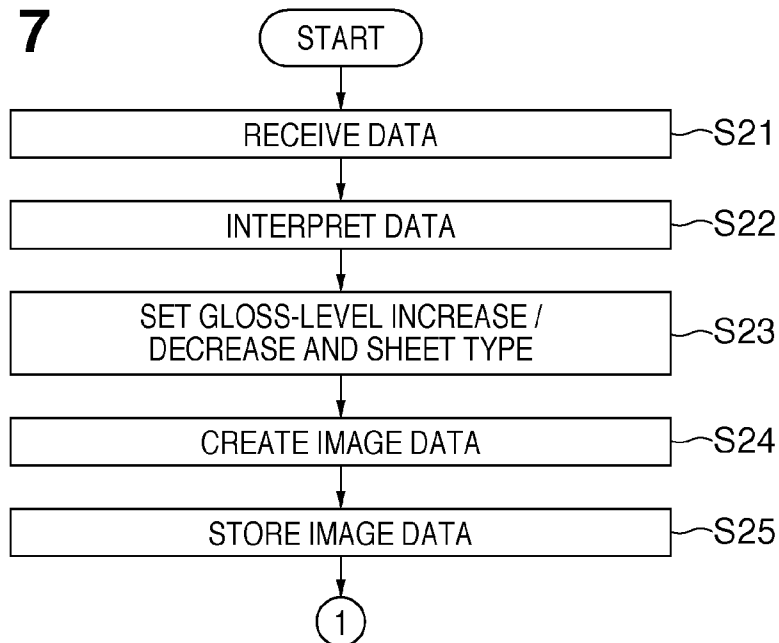 7
START
RECEIVE DATA
S21
INTERPRET DATA
S22
SET GLOSS-LEVEL INCREASE /
DECREASE AND SHEET TYPE
S23
CREATE IMAGE DATA
S24
STORE IMAGE DATA
S25
1